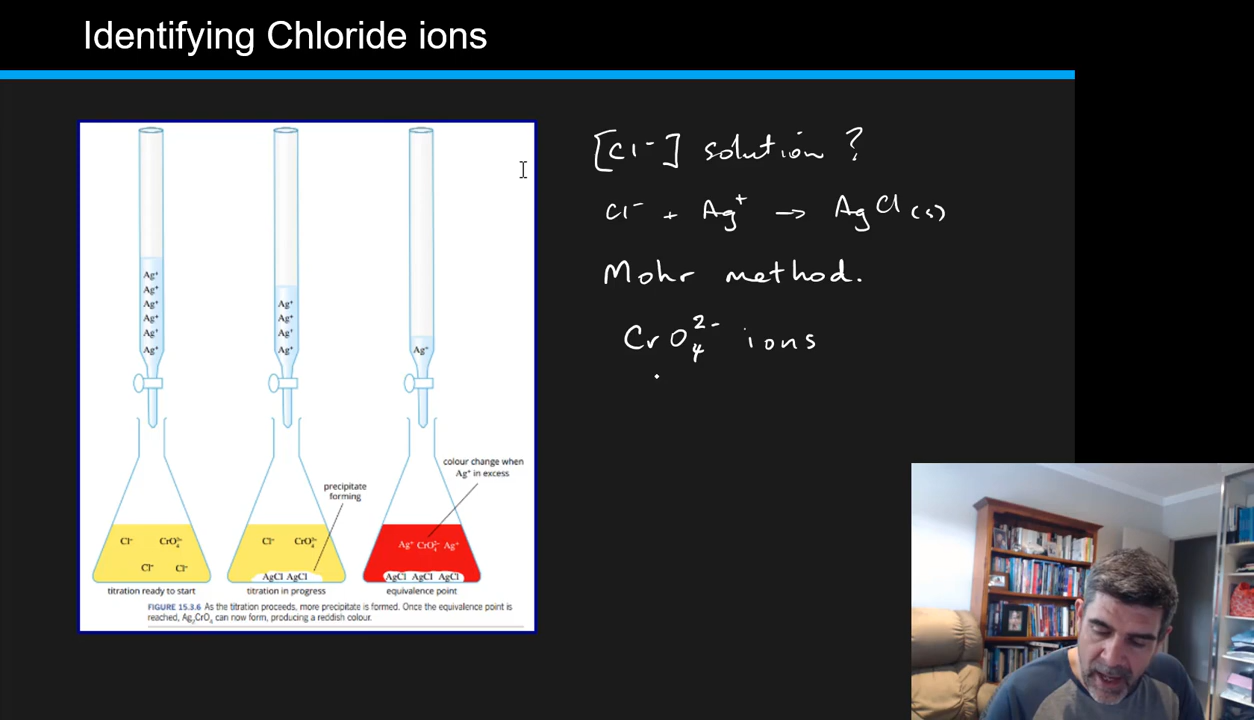 Identifying Chloride ions
[Cl⁻] solution ?
Cl⁻ + Ag⁺ → AgCl (s)
Mohr method.
CrO₄²⁻ ions
Ag⁺
Ag⁺
Ag⁺
Ag⁺
Ag⁺
Ag⁺
Ag⁺
Ag⁺
Ag⁺
Ag⁺
Ag⁺
colour change when
Ag⁺ in excess
precipitate
forming
Cl⁻ CrO₄²⁻
Cl⁻ Cl⁻
Cl⁻ CrO₄²⁻
AgCl AgCl
Ag⁺ CrO₄²⁻ Ag⁺
AgCl AgCl AgCl
titration ready to start
titration in progress
equivalence point
FIGURE 15.3.6 As the titration proceeds, more precipitate is formed. Once the equivalence point is
reached, Ag₂CrO₄ can now form, producing a reddish colour.